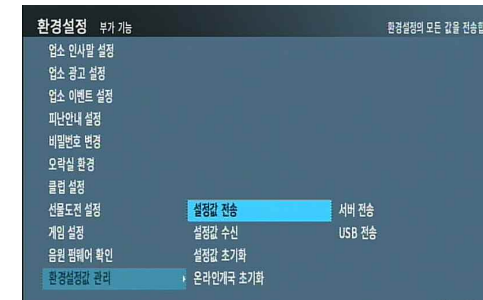 환경설정 부가 기능 환경설정의 모든 값을 전송합
업소 인사말 설정
업소 광고 설정
업소 이벤트 설정
피난안내 설정
비밀번호 변경
오락실 환경
클럽 설정
선물도전 설정 설정값 전송 서버 전송
게임 설정 설정값 수신 USB 전송
음원 펌웨어 확인 설정값 초기화
환경설정값 관리 온라인개국 초기화